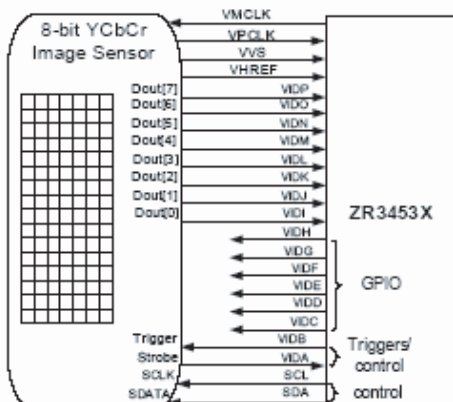 VMCLK
8-bit YCbCr
Image Sensor
VPCLK
VVS
VHREF
Dout[7] VIDP
Dout[6] VIDO
Dout[5] VIDN
Dout[4] VIDM
Dout[3] VIDL
Dout[2] VIDK
Dout[1] VIDJ
Dout[0] VIDI
ZR3453X
VIDH
VIDG
VIDF
VIDE
VIDD
VIDC
GPIO
Trigger VIDB
Strobe VIDA
Triggers/
control
SCLK SCL
SDATA SDA
control